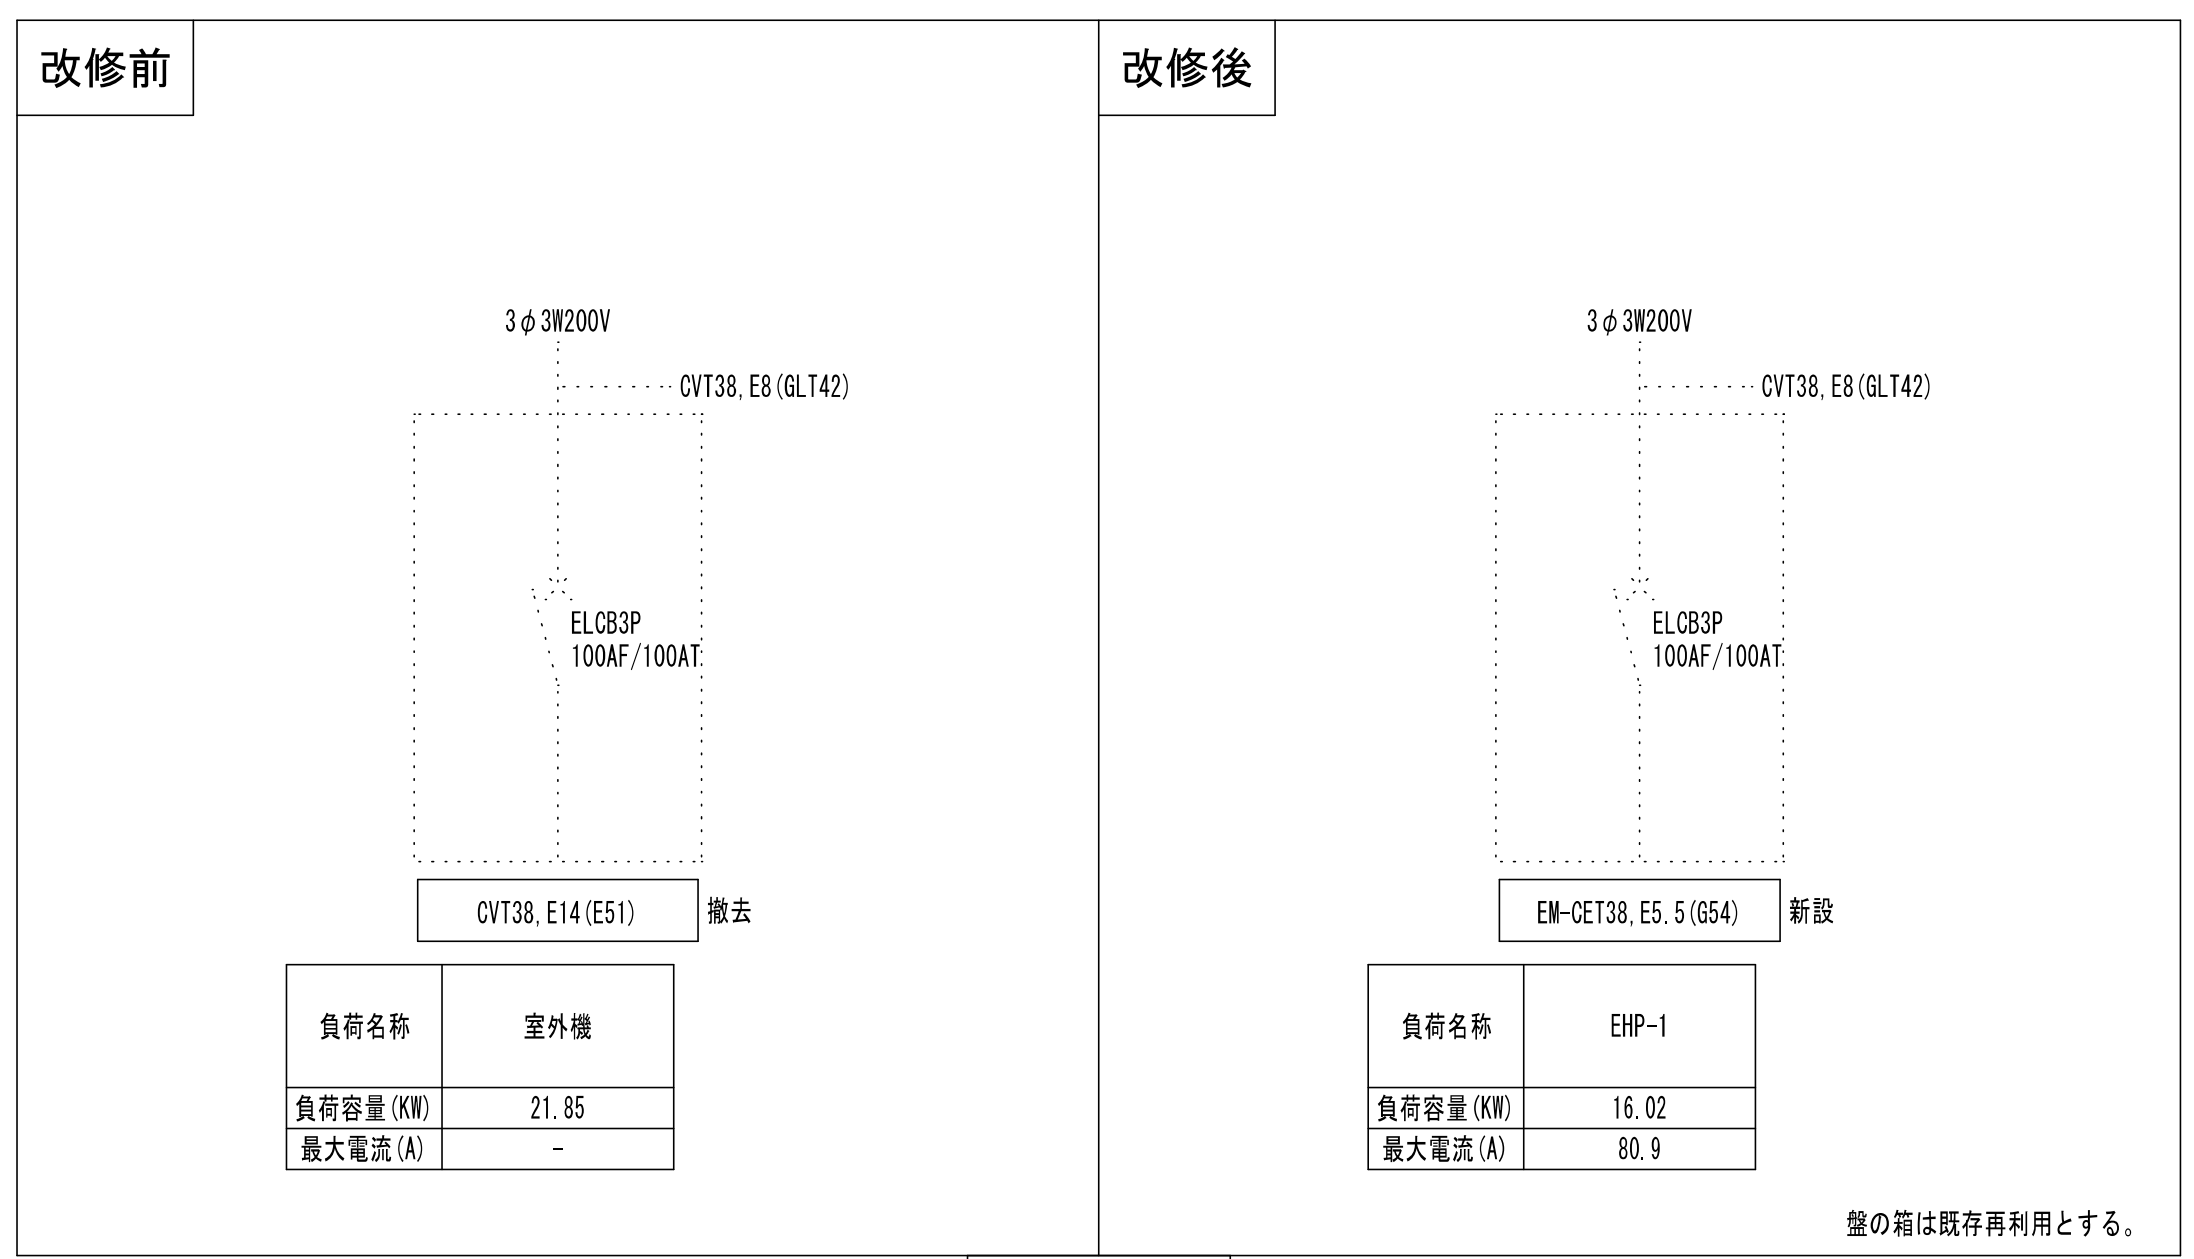 改修前
3φ3W200V
CVT38,E8(GLT42)
ELCB3P
100AF/100AT
CVT38,E14(E51)
撤去
負荷名称
室外機
負荷容量(KW)
21.85
最大電流(A)
-
改修後
3φ3W200V
CVT38,E8(GLT42)
ELCB3P
100AF/100AT
EM-CET38,E5.5(G54)
新設
負荷名称
EHP-1
負荷容量(KW)
16.02
最大電流(A)
80.9
盤の箱は既存再利用とする。